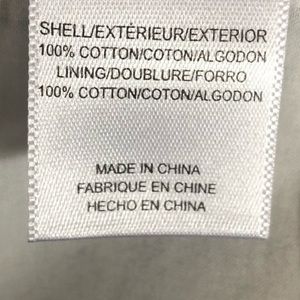 SHELL/EXTÉRIEUR/EXTERIOR
100% COTTON/COTON/ALGODON
LINING/DOUBLURE/FORRO
100% COTTON/COTON/ALGODON
MADE IN CHINA
FABRIQUE EN CHINE
HECHO EN CHINA